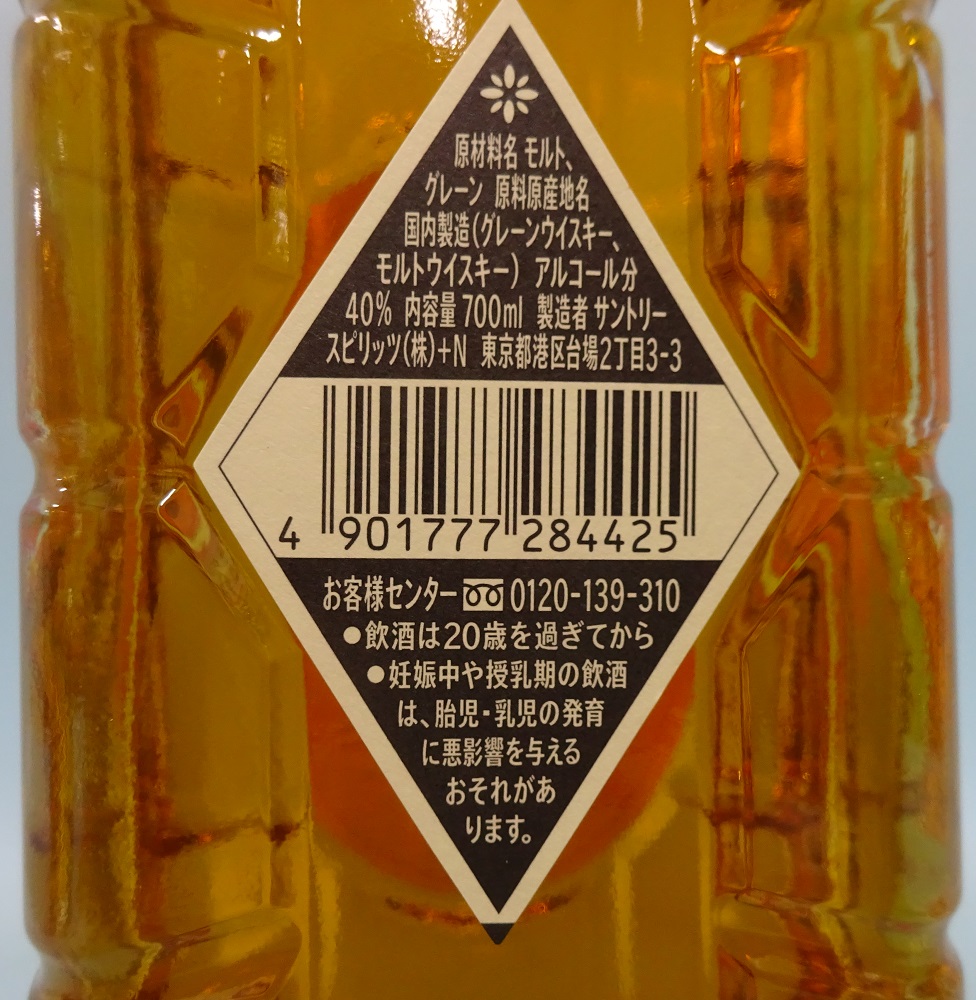 原材料名 モルト、
グレーン 原料原産地名
国内製造(グレーンウイスキー、
モルトウイスキー) アルコール分
40% 内容量 700ml 製造者 サントリー
スピリッツ(株)+N 東京都港区台場2丁目3-3
4 901777 284425
お客様センター 0120-139-310
●飲酒は20歳を過ぎてから
●妊娠中や授乳期の飲酒
は、胎児・乳児の発育
に悪影響を与える
おそれがあ
ります。